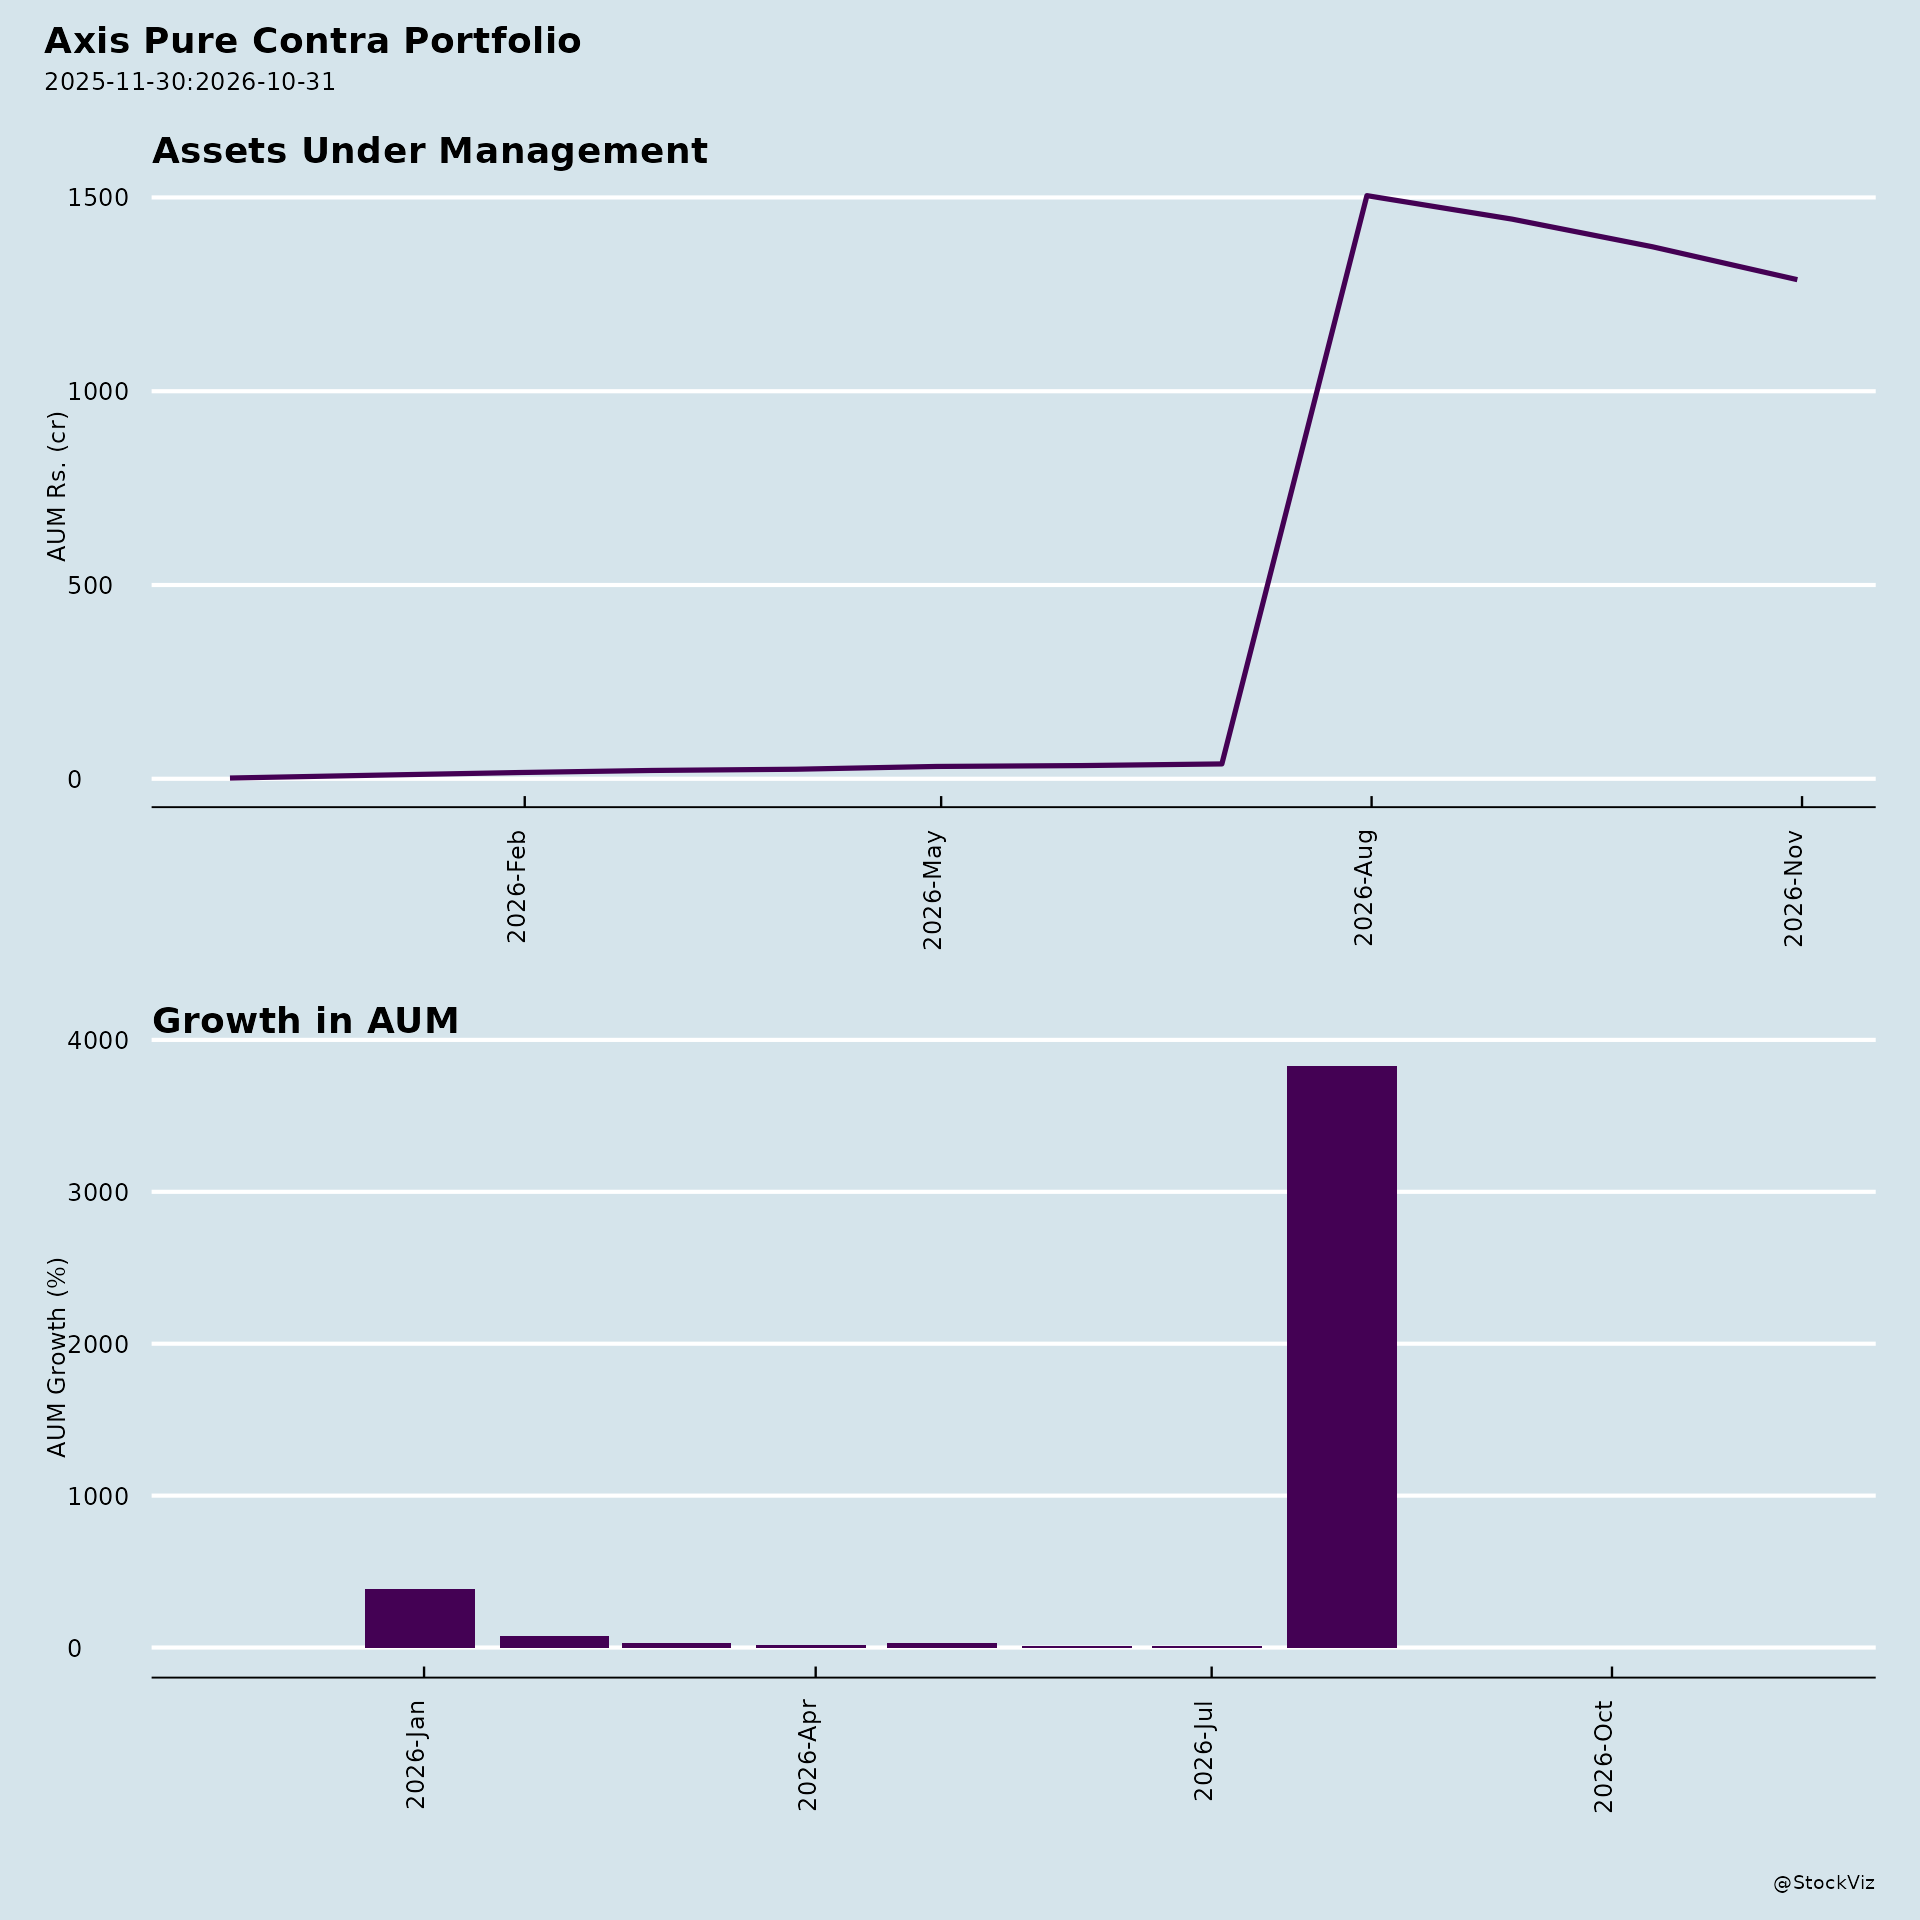 Axis Pure Contra Portfolio
2025-11-30:2026-10-31
Assets Under Management
AUM Rs. (cr)
1500
1000
500
0
2026-Feb
2026-May
2026-Aug
2026-Nov
Growth in AUM
AUM Growth (%)
4000
3000
2000
1000
0
2026-Jan
2026-Apr
2026-Jul
2026-Oct
@StockViz